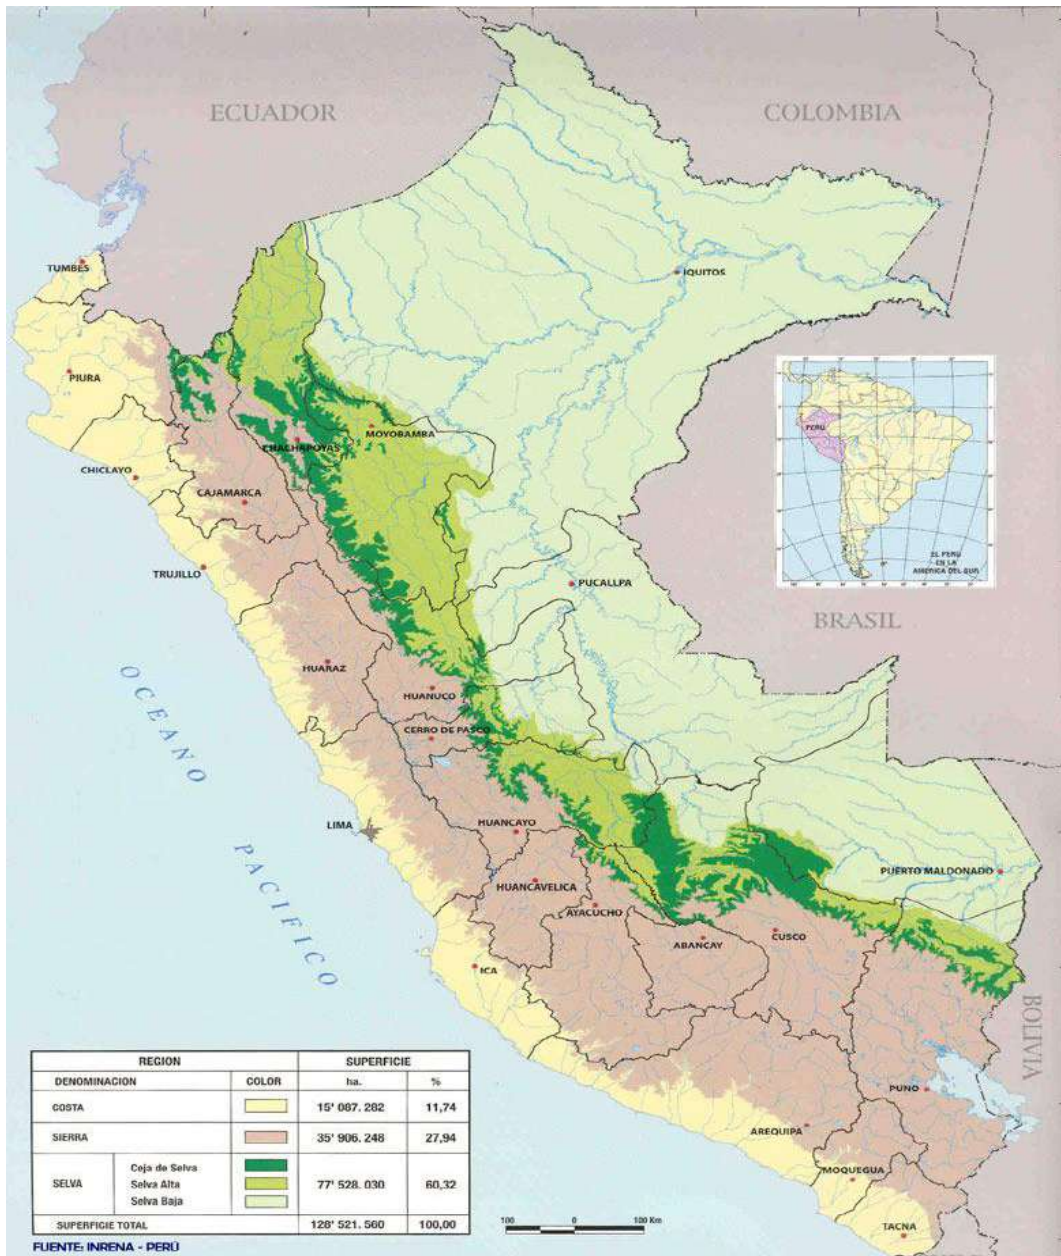 ECUADOR
COLOMBIA
TUMBES
IQUITOS
PIURA
MOYOBAMBA
CHACHAPOYAS
CHICLAYO
CAJAMARCA
PERÚ
EL PERU
EN LA
AMERICA DEL SUR
TRUJILLO
PUCALLPA
BRASIL
HUARAZ
HUANUCO
OCEANO
CERRO DE PASCO
LIMA
HUANCAYO
PACIFICO
PUERTO MALDONADO
HUANCAVELICA
AYACUCHO
ABANCAY
CUSCO
ICA
BOLIVIA
PUNO
AREQUIPA
MOQUEGUA
TACNA
REGION SUPERFICIE
DENOMINACION COLOR ha. %
COSTA 15' 087. 282 11,74
SIERRA 35' 906. 248 27,94
SELVA Ceja de Selva
Selva Alta 77' 528. 030 60,32
Selva Baja
SUPERFICIE TOTAL 128' 521. 560 100,00
100 0 100 Km
FUENTE: INRENA - PERÚ